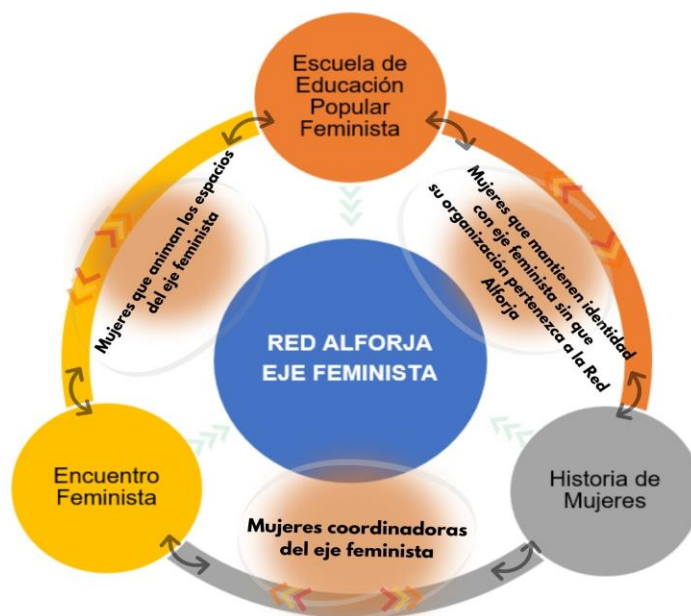 Escuela de
Educación
Popular
Feminista
Mujeres que animan los espacios
del eje feminista
Mujeres que mantienen identidad
con eje feminista sin que
su organización pertenezca a la Red
Alforja
RED ALFORJA
EJE FEMINISTA
Encuentro
Feminista
Historia de
Mujeres
Mujeres coordinadoras
del eje feminista